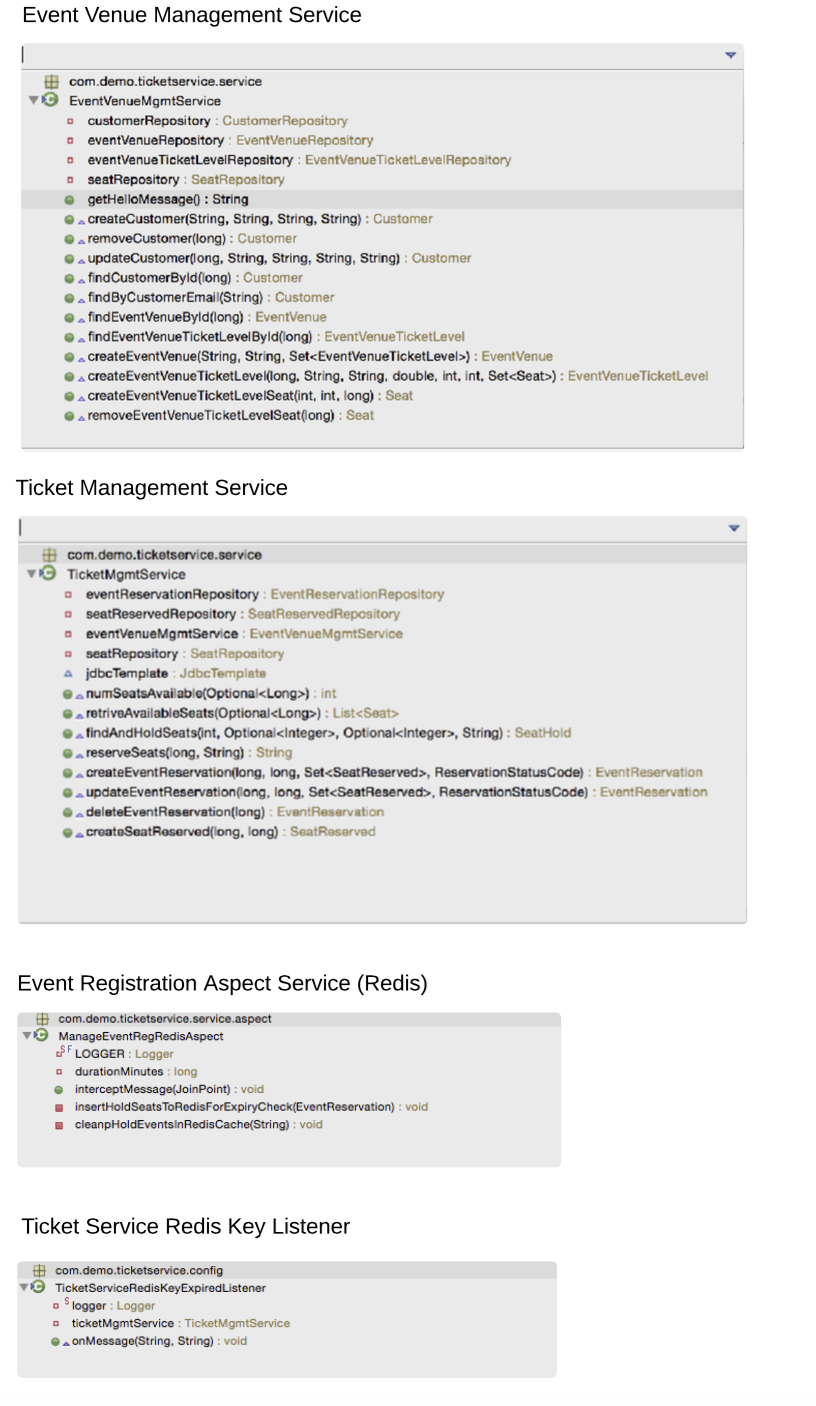 Event Venue Management Service
com.demo.ticketservice.service
EventVenueMgmtService
customerRepository : CustomerRepository
eventVenueRepository : EventVenueRepository
eventVenueTicketLevelRepository : EventVenueTicketLevelRepository
seatRepository : SeatRepository
getHelloMessage() : String
createCustomer(String, String, String, String) : Customer
removeCustomer(long) : Customer
updateCustomer(long, String, String, String, String) : Customer
findCustomerById(long) : Customer
findByCustomerEmail(String) : Customer
findEventVenueById(long) : EventVenue
findEventVenueTicketLevelById(long) : EventVenueTicketLevel
createEventVenue(String, String, Set<EventVenueTicketLevel>) : EventVenue
createEventVenueTicketLevel(long, String, String, double, int, int, Set<Seat>) : EventVenueTicketLevel
createEventVenueTicketLevelSeat(int, int, long) : Seat
removeEventVenueTicketLevelSeat(long) : Seat
Ticket Management Service
com.demo.ticketservice.service
TicketMgmtService
eventReservationRepository : EventReservationRepository
seatReservedRepository : SeatReservedRepository
eventVenueMgmtService : EventVenueMgmtService
seatRepository : SeatRepository
jdbcTemplate : JdbcTemplate
numSeatsAvailable(Optional<Long>) : int
retriveAvailableSeats(Optional<Long>) : List<Seat>
findAndHoldSeats(int, Optional<Integer>, Optional<Integer>, String) : SeatHold
reserveSeats(long, String) : String
createEventReservation(long, long, Set<SeatReserved>, ReservationStatusCode) : EventReservation
updateEventReservation(long, long, Set<SeatReserved>, ReservationStatusCode) : EventReservation
deleteEventReservation(long) : EventReservation
createSeatReserved(long, long) : SeatReserved
Event Registration Aspect Service (Redis)
com.demo.ticketservice.service.aspect
ManageEventRegRedisAspect
S F LOGGER : Logger
durationMinutes : long
interceptMessage(JoinPoint) : void
insertHoldSeatsToRedisForExpiryCheck(EventReservation) : void
cleanpHoldEventsInRedisCache(String) : void
Ticket Service Redis Key Listener
com.demo.ticketservice.config
TicketServiceRedisKeyExpiredListener
S logger : Logger
ticketMgmtService : TicketMgmtService
onMessage(String, String) : void